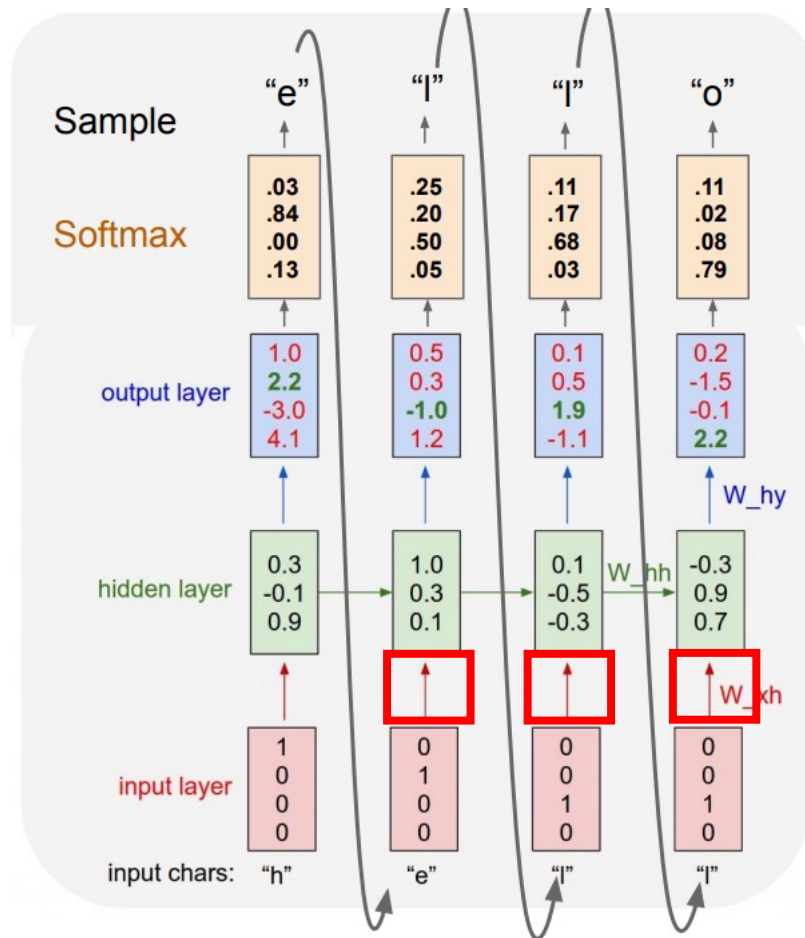 “e” “l” “l” “o”
Sample
.03 .25 .11 .11
.84 .20 .17 .02
Softmax
.00 .50 .68 .08
.13 .05 .03 .79
1.0 0.5 0.1 0.2
output layer 2.2 0.3 0.5 -1.5
-3.0 -1.0 1.9 -0.1
4.1 1.2 -1.1 2.2
W_hy
0.3 1.0 0.1 W_hh -0.3
hidden layer -0.1 0.3 -0.5 0.9
0.9 0.1 -0.3 0.7
W_xh
1 0 0 0
input layer 0 1 0 0
0 0 1 1
0 0 0 0
input chars: “h” “e” “l” “l”